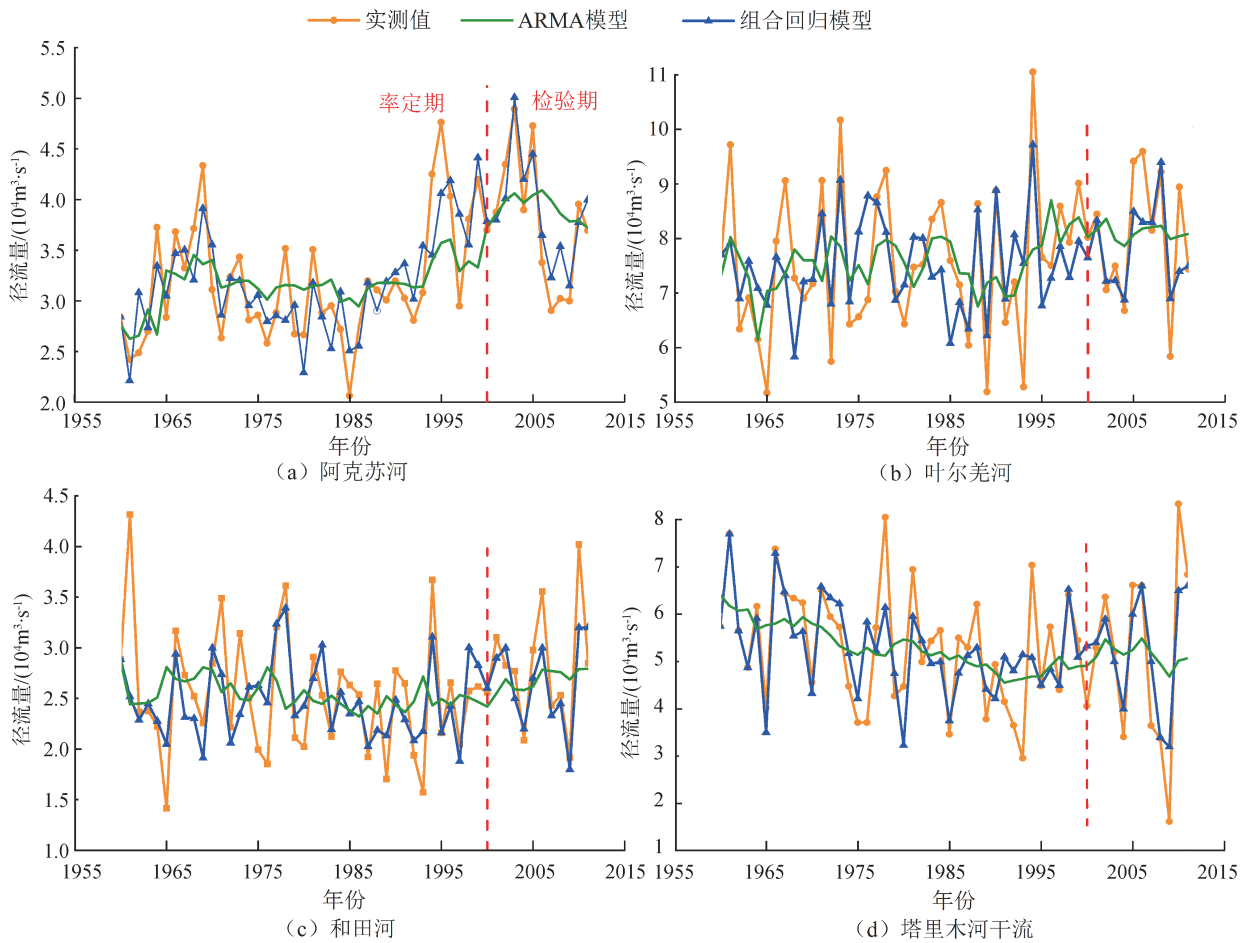 实测值 ARMA模型 组合回归模型
5.5
5.0
4.5
4.0
3.5
3.0
2.5
2.0
径流量/(10⁴m³·s⁻¹)
率定期 检验期
1955 1965 1975 1985 1995 2005 2015
年份
(a)阿克苏河
11
10
9
8
7
6
5
径流量/(10⁴m³·s⁻¹)
1955 1965 1975 1985 1995 2005 2015
年份
(b)叶尔羌河
4.5
3.5
3.0
2.5
2.0
1.5
1.0
径流量/(10⁴m³·s⁻¹)
1955 1965 1975 1985 1995 2005 2015
年份
(c)和田河
8
7
6
5
4
3
2
1
径流量/(10⁴m³·s⁻¹)
1955 1965 1975 1985 1995 2005 2015
年份
(d)塔里木河干流